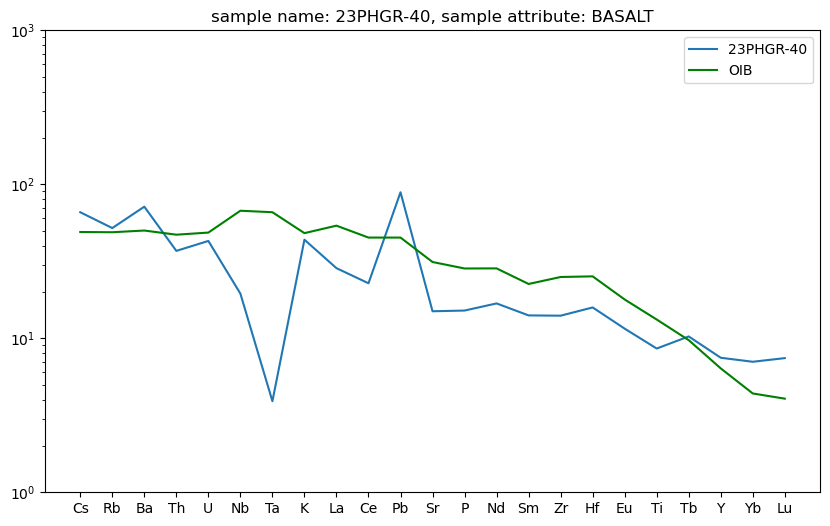 sample name: 23PHGR-40, sample attribute: BASALT
10³
23PHGR-40
OIB
10²
10¹
10⁰
Cs Rb Ba Th U Nb Ta K La Ce Pb Sr P Nd Sm Zr Hf Eu Ti Tb Y Yb Lu